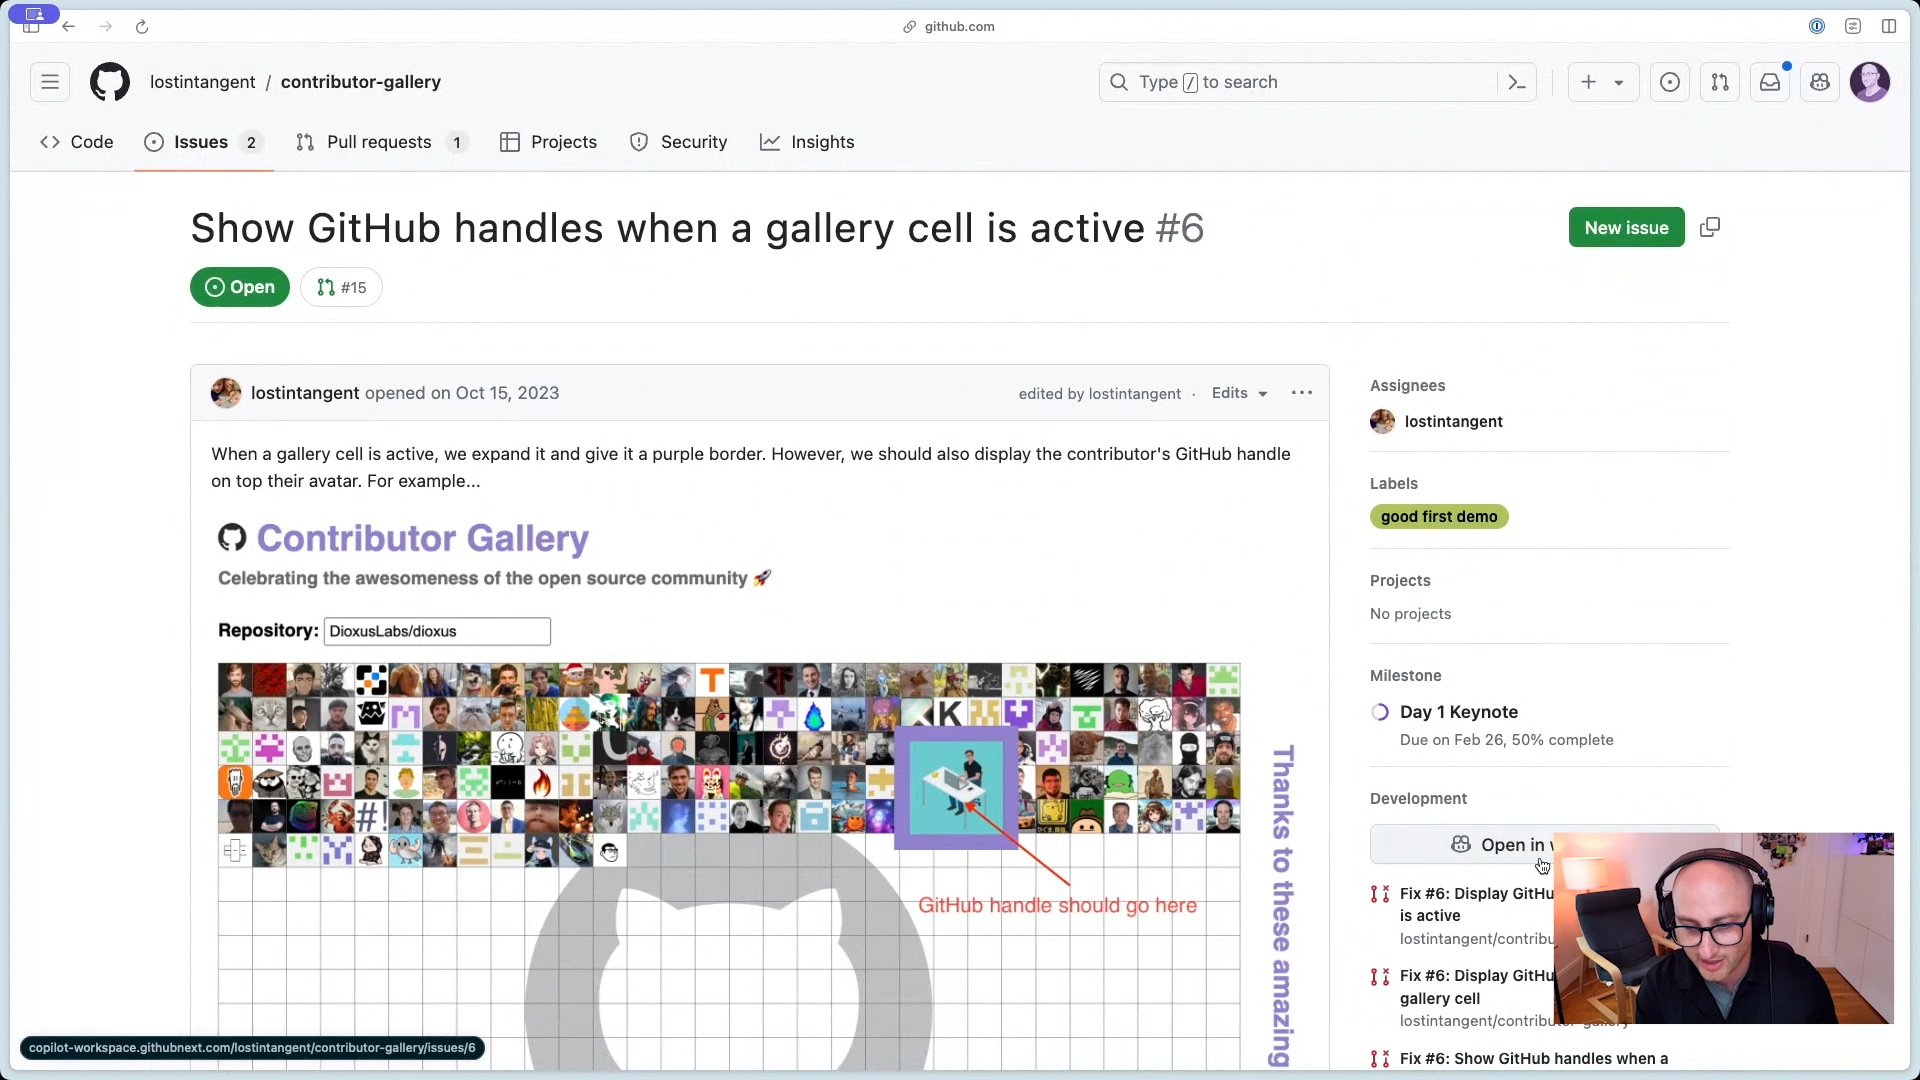 github.com
lostintangent / contributor-gallery
Type / to search
Code
Issues 2
Pull requests 1
Projects
Security
Insights
Show GitHub handles when a gallery cell is active #6
New issue
Open
#15
lostintangent opened on Oct 15, 2023
edited by lostintangent · Edits
When a gallery cell is active, we expand it and give it a purple border. However, we should also display the contributor's GitHub handle
on top their avatar. For example...
Contributor Gallery
Celebrating the awesomeness of the open source community 🚀
Repository: DioxusLabs/dioxus
GitHub handle should go here
Thanks to these amazing
Assignees
lostintangent
Labels
good first demo
Projects
No projects
Milestone
Day 1 Keynote
Due on Feb 26, 50% complete
Development
Open in
Fix #6: Display GitHu
is active
lostintangent/contribu
Fix #6: Display GitHu
gallery cell
lostintangent/contributor-gallery
Fix #6: Show GitHub handles when a
copilot-workspace.githubnext.com/lostintangent/contributor-gallery/issues/6